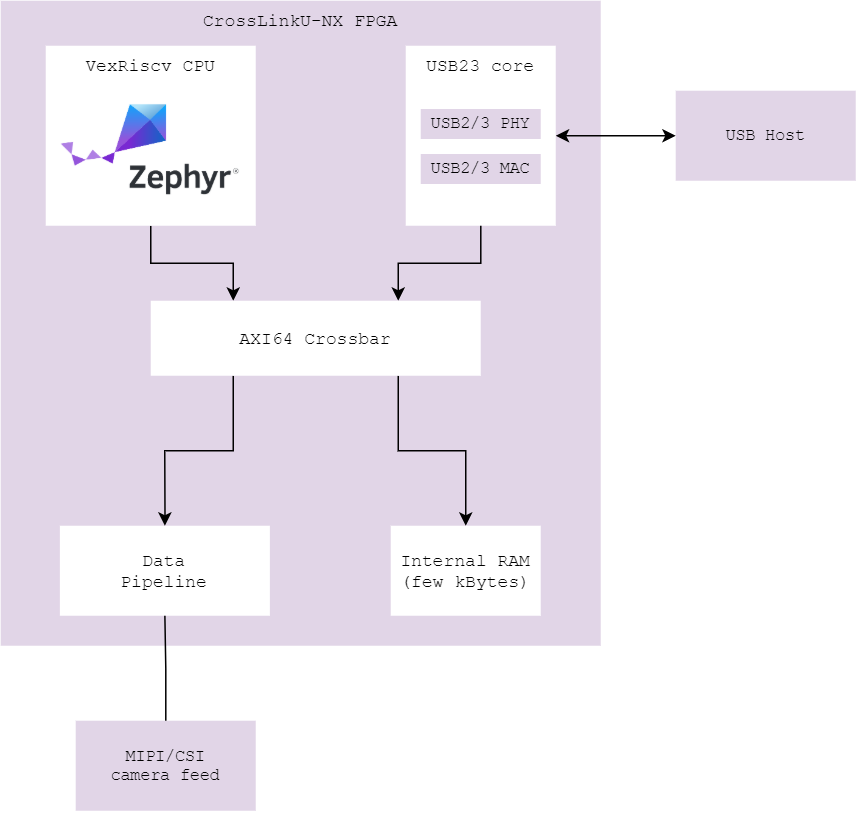 CrossLinkU-NX FPGA
VexRiscv CPU
Zephyr®
USB23 core
USB2/3 PHY
USB2/3 MAC
USB Host
AXI64 Crossbar
Data
Pipeline
Internal RAM
(few kBytes)
MIPI/CSI
camera feed